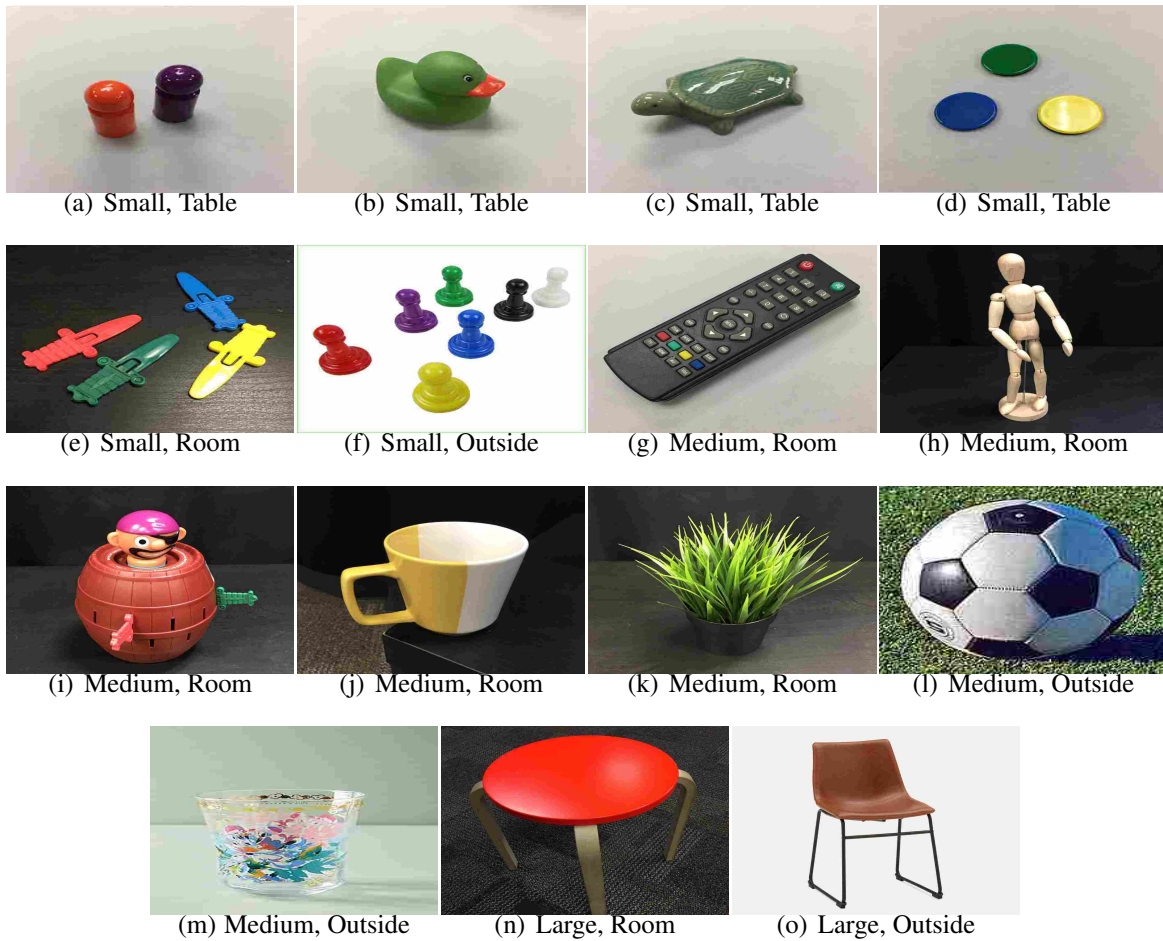 (a) Small, Table
(b) Small, Table
(c) Small, Table
(d) Small, Table
(e) Small, Room
(f) Small, Outside
(g) Medium, Room
(h) Medium, Room
(i) Medium, Room
(j) Medium, Room
(k) Medium, Room
(l) Medium, Outside
(m) Medium, Outside
(n) Large, Room
(o) Large, Outside